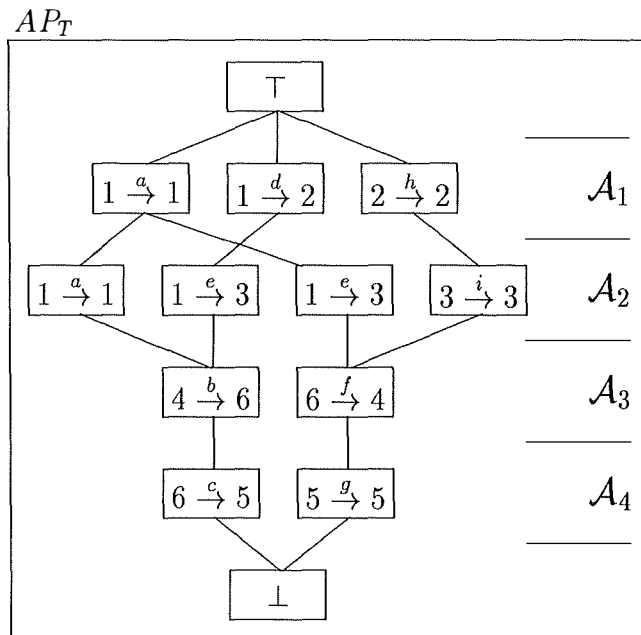 AP_T
⊤
1 →a 1 1 →d 2 2 →h 2 𝒜_1
1 →a 1 1 →e 3 1 →e 3 3 →i 3 𝒜_2
4 →b 6 6 →f 4 𝒜_3
6 →c 5 5 →g 5 𝒜_4
⊥